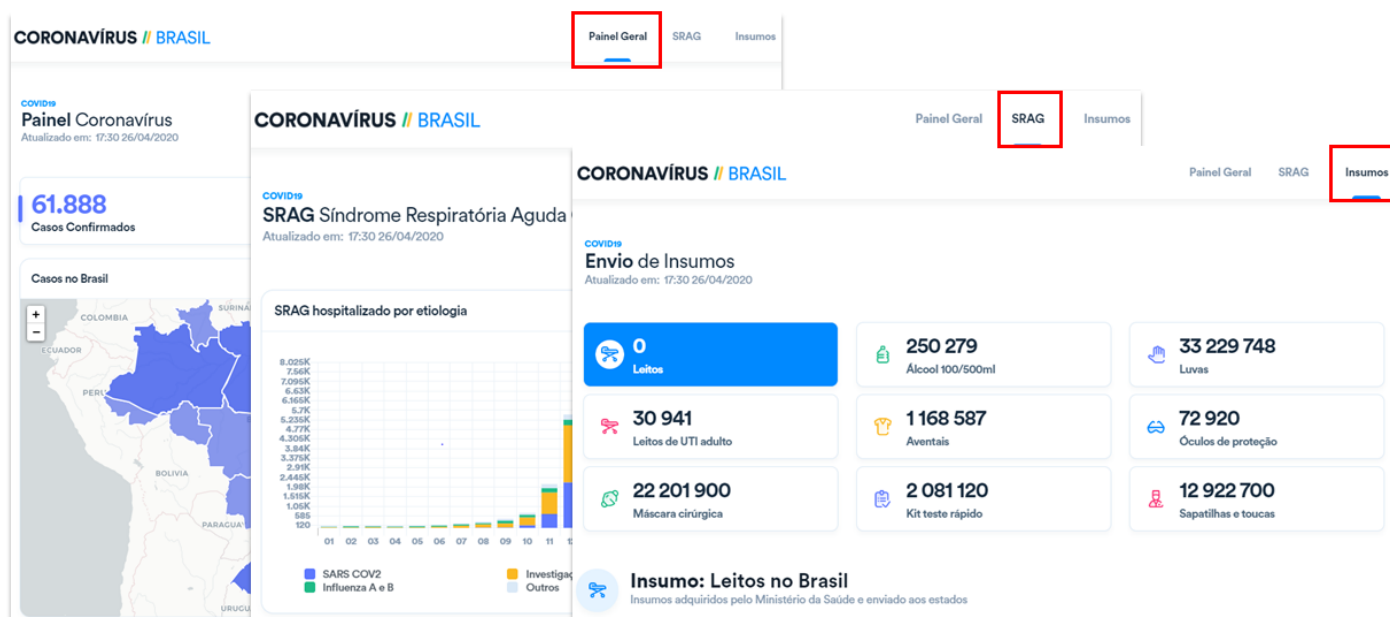 CORONAVÍRUS // BRASIL
Painel Geral SRAG Insumos
COVID19
Painel Coronavírus
Atualizado em: 17:30 26/04/2020
61.888
Casos Confirmados
Casos no Brasil
+
−
COLOMBIA
SURINA
ECUADOR
PERU
BOLIVIA
PARAGUA
URUGU
CORONAVÍRUS // BRASIL
Painel Geral SRAG Insumos
COVID19
SRAG Síndrome Respiratória Aguda
Atualizado em: 17:30 26/04/2020
SRAG hospitalizado por etiologia
8.025K
7.56K
7.095K
6.63K
6.165K
5.7K
5.235K
4.77K
4.305K
3.84K
3.375K
2.91K
2.445K
1.98K
1.515K
1.05K
585
120
01 02 03 04 05 06 07 08 09 10 11
SARS COV2 Investigaç
Influenza A e B Outros
CORONAVÍRUS // BRASIL
Painel Geral SRAG Insumos
COVID19
Envio de Insumos
Atualizado em: 17:30 26/04/2020
0
Leitos
250 279
Álcool 100/500ml
33 229 748
Luvas
30 941
Leitos de UTI adulto
1 168 587
Aventais
72 920
Óculos de proteção
22 201 900
Máscara cirúrgica
2 081 120
Kit teste rápido
12 922 700
Sapatilhas e toucas
Insumo: Leitos no Brasil
Insumos adquiridos pelo Ministério da Saúde e enviado aos estados